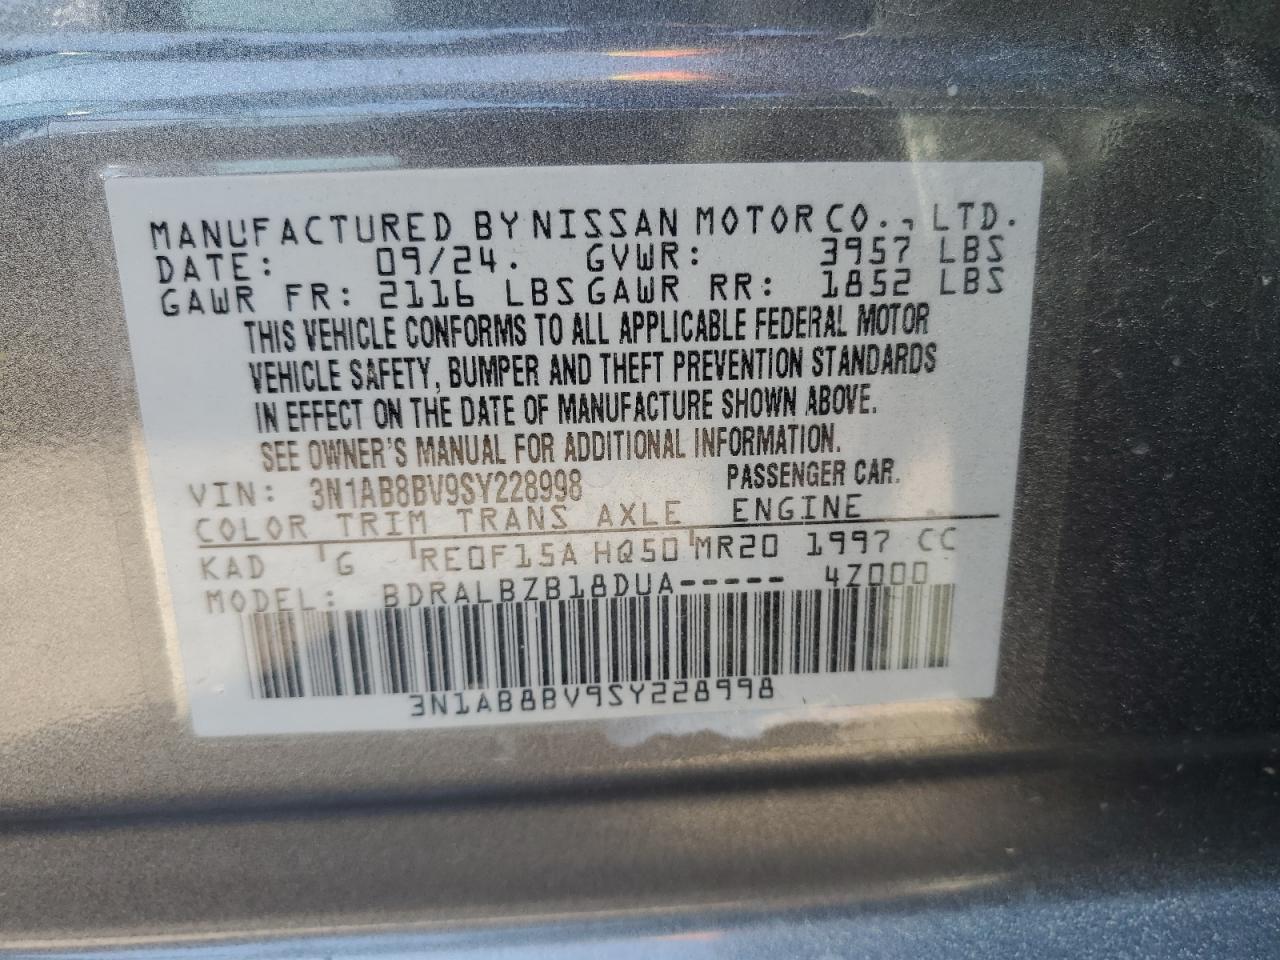 MANUFACTURED BY NISSAN MOTOR CO., LTD.
DATE: 09/24. GVWR: 3957 LBS
GAWR FR: 2116 LBS GAWR RR: 1852 LBS
THIS VEHICLE CONFORMS TO ALL APPLICABLE FEDERAL MOTOR
VEHICLE SAFETY, BUMPER AND THEFT PREVENTION STANDARDS
IN EFFECT ON THE DATE OF MANUFACTURE SHOWN ABOVE.
SEE OWNER'S MANUAL FOR ADDITIONAL INFORMATION.
VIN: 3N1AB8BV9SY228998 PASSENGER CAR.
COLOR TRIM TRANS AXLE ENGINE
KAD G RE0F15A HQ50 MR20 1997 CC
MODEL: BDRALBZB18DUA----- 4Z000
3N1AB8BV9SY228998